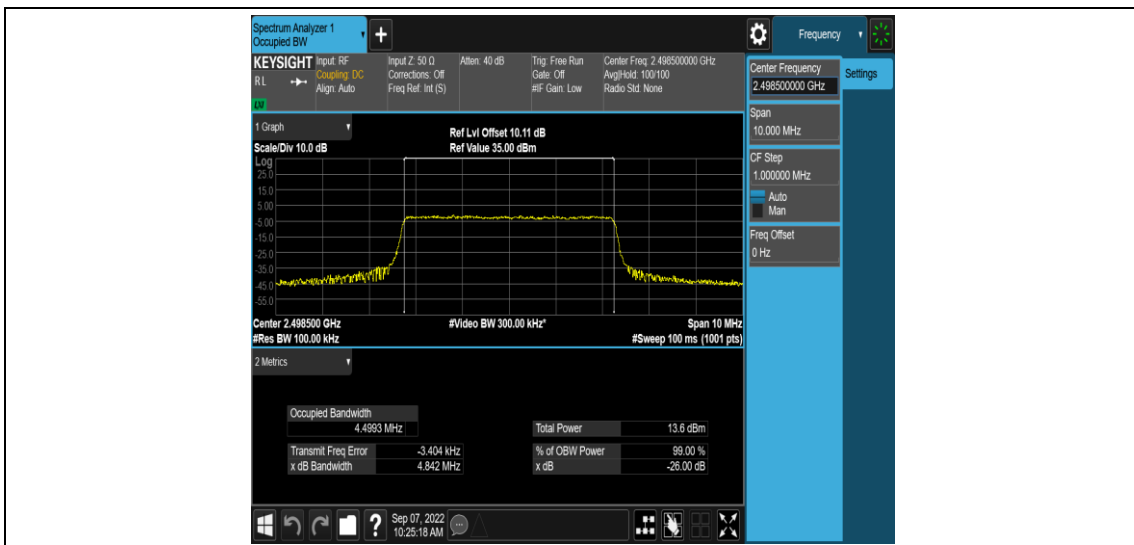 Spectrum Analyzer 1
Occupied BW
+
Frequency
KEYSIGHT
RL
LXI
Input: RF
Coupling: DC
Align: Auto
Input Z: 50 Ω
Corrections: Off
Freq Ref: Int (S)
Atten: 40 dB
Trig: Free Run
Gate: Off
#IF Gain: Low
Center Freq: 2.498500000 GHz
Avg|Hold: 100/100
Radio Std: None
Center Frequency
2.498500000 GHz
Settings
Span
10.000 MHz
CF Step
1.000000 MHz
Auto
Man
Freq Offset
0 Hz
1 Graph
Scale/Div 10.0 dB
Ref Lvl Offset 10.11 dB
Ref Value 35.00 dBm
Log
25.0
15.0
5.00
-5.00
-15.0
-25.0
-35.0
-45.0
-55.0
Center 2.498500 GHz
#Res BW 100.00 kHz
#Video BW 300.00 kHz*
Span 10 MHz
#Sweep 100 ms (1001 pts)
2 Metrics
Occupied Bandwidth
4.4993 MHz
Total Power 13.6 dBm
Transmit Freq Error -3.404 kHz
% of OBW Power 99.00 %
x dB Bandwidth 4.842 MHz
x dB -26.00 dB
?
Sep 07, 2022
10:25:18 AM